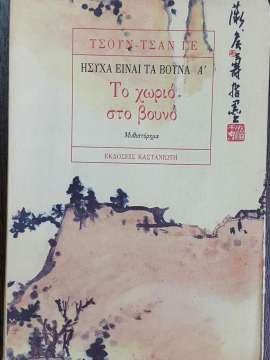 ΤΣΟΥΝ-ΤΣΑΝ ΓΕ
ΗΣΥΧΑ ΕΙΝΑΙ ΤΑ ΒΟΥΝΑ Α΄
Το χωριό
στο βουνό
Μυθιστόρημα
ΕΚΔΟΣΕΙΣ ΚΑΣΤΑΝΙΩΤΗ